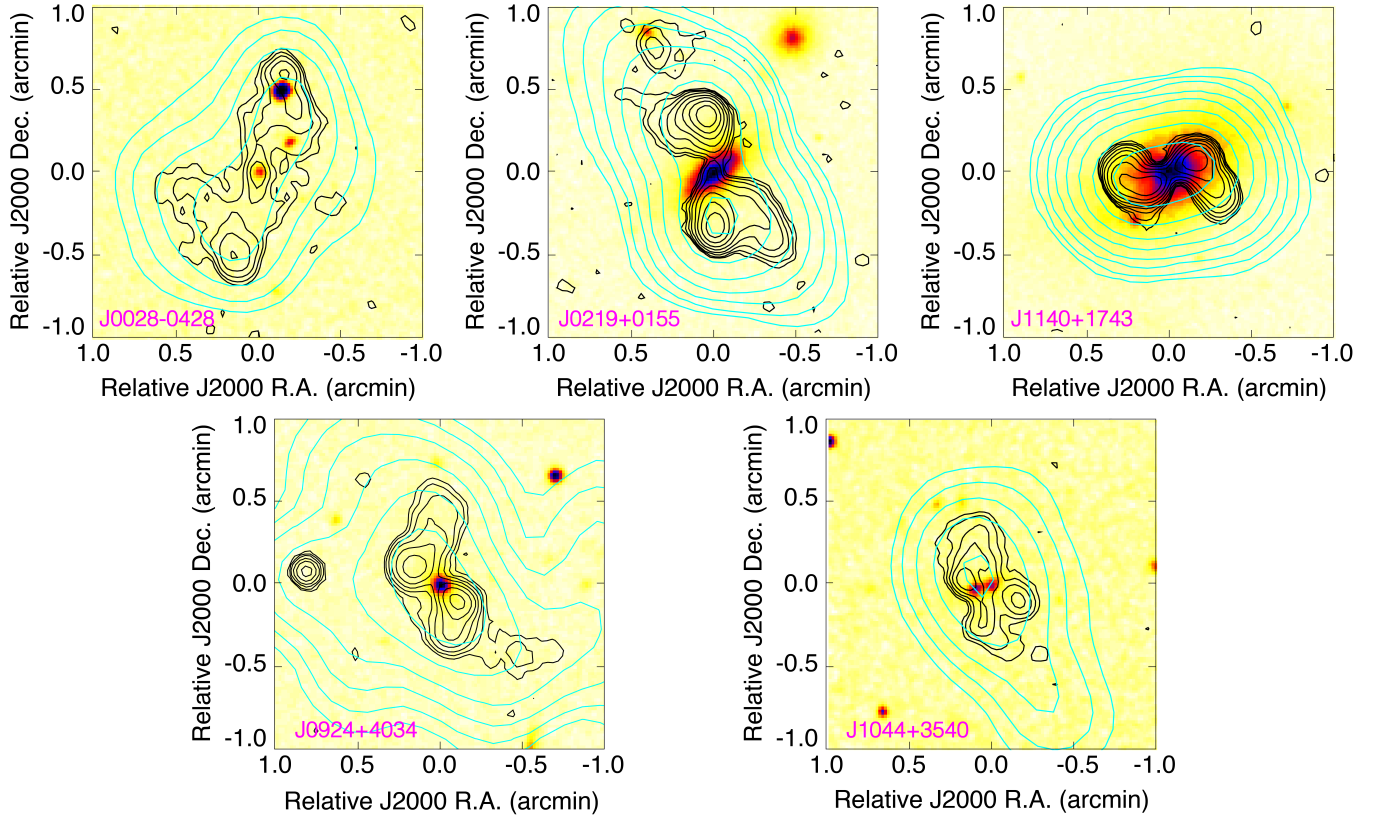 Relative J2000 Dec. (arcmin)
1.0
0.5
0.0
-0.5
-1.0
J0028-0428
1.0 0.5 0.0 -0.5 -1.0
Relative J2000 R.A. (arcmin)
Relative J2000 Dec. (arcmin)
1.0
0.5
0.0
-0.5
-1.0
J0219+0155
1.0 0.5 0.0 -0.5 -1.0
Relative J2000 R.A. (arcmin)
Relative J2000 Dec. (arcmin)
1.0
0.5
0.0
-0.5
-1.0
J1140+1743
1.0 0.5 0.0 -0.5 -1.0
Relative J2000 R.A. (arcmin)
Relative J2000 Dec. (arcmin)
1.0
0.5
0.0
-0.5
-1.0
J0924+4034
1.0 0.5 0.0 -0.5 -1.0
Relative J2000 R.A. (arcmin)
Relative J2000 Dec. (arcmin)
1.0
0.5
0.0
-0.5
-1.0
J1044+3540
1.0 0.5 0.0 -0.5 -1.0
Relative J2000 R.A. (arcmin)